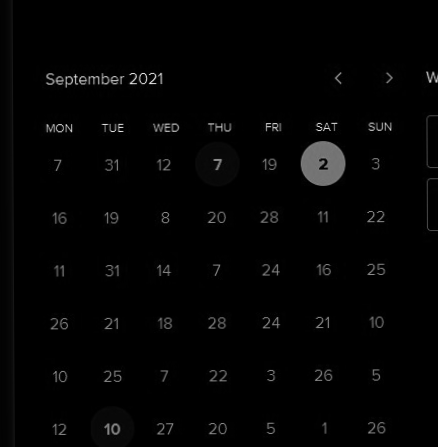 September 2021
W
MON TUE WED THU FRI SAT SUN
7 31 12 7 19 2 3
16 19 8 20 28 11 22
11 31 14 7 24 16 25
26 21 18 28 24 21 10
10 25 7 22 3 26 5
12 10 27 20 5 1 26